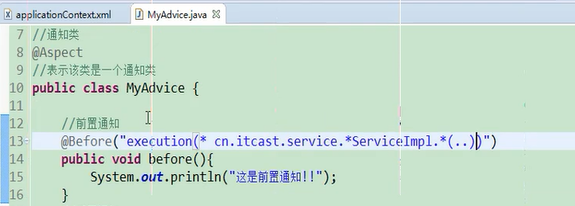 applicationContext.xml MyAdvice.java
7 //通知类
8 @Aspect
9 //表示该类是一个通知类
10 public class MyAdvice {
11
12 //前置通知
13 @Before("execution(* cn.itcast.service.*ServiceImpl.*(..))")
14 public void before(){
15 System.out.println("这是前置通知!!");
16 }